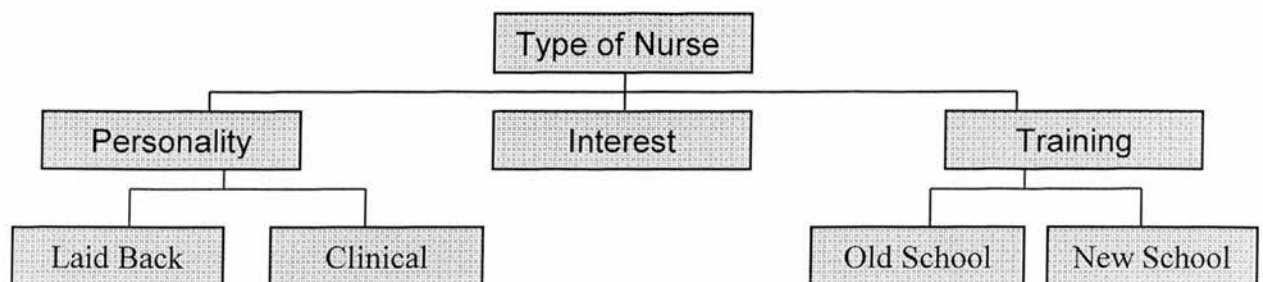 Type of Nurse
Personality
Interest
Training
Laid Back
Clinical
Old School
New School